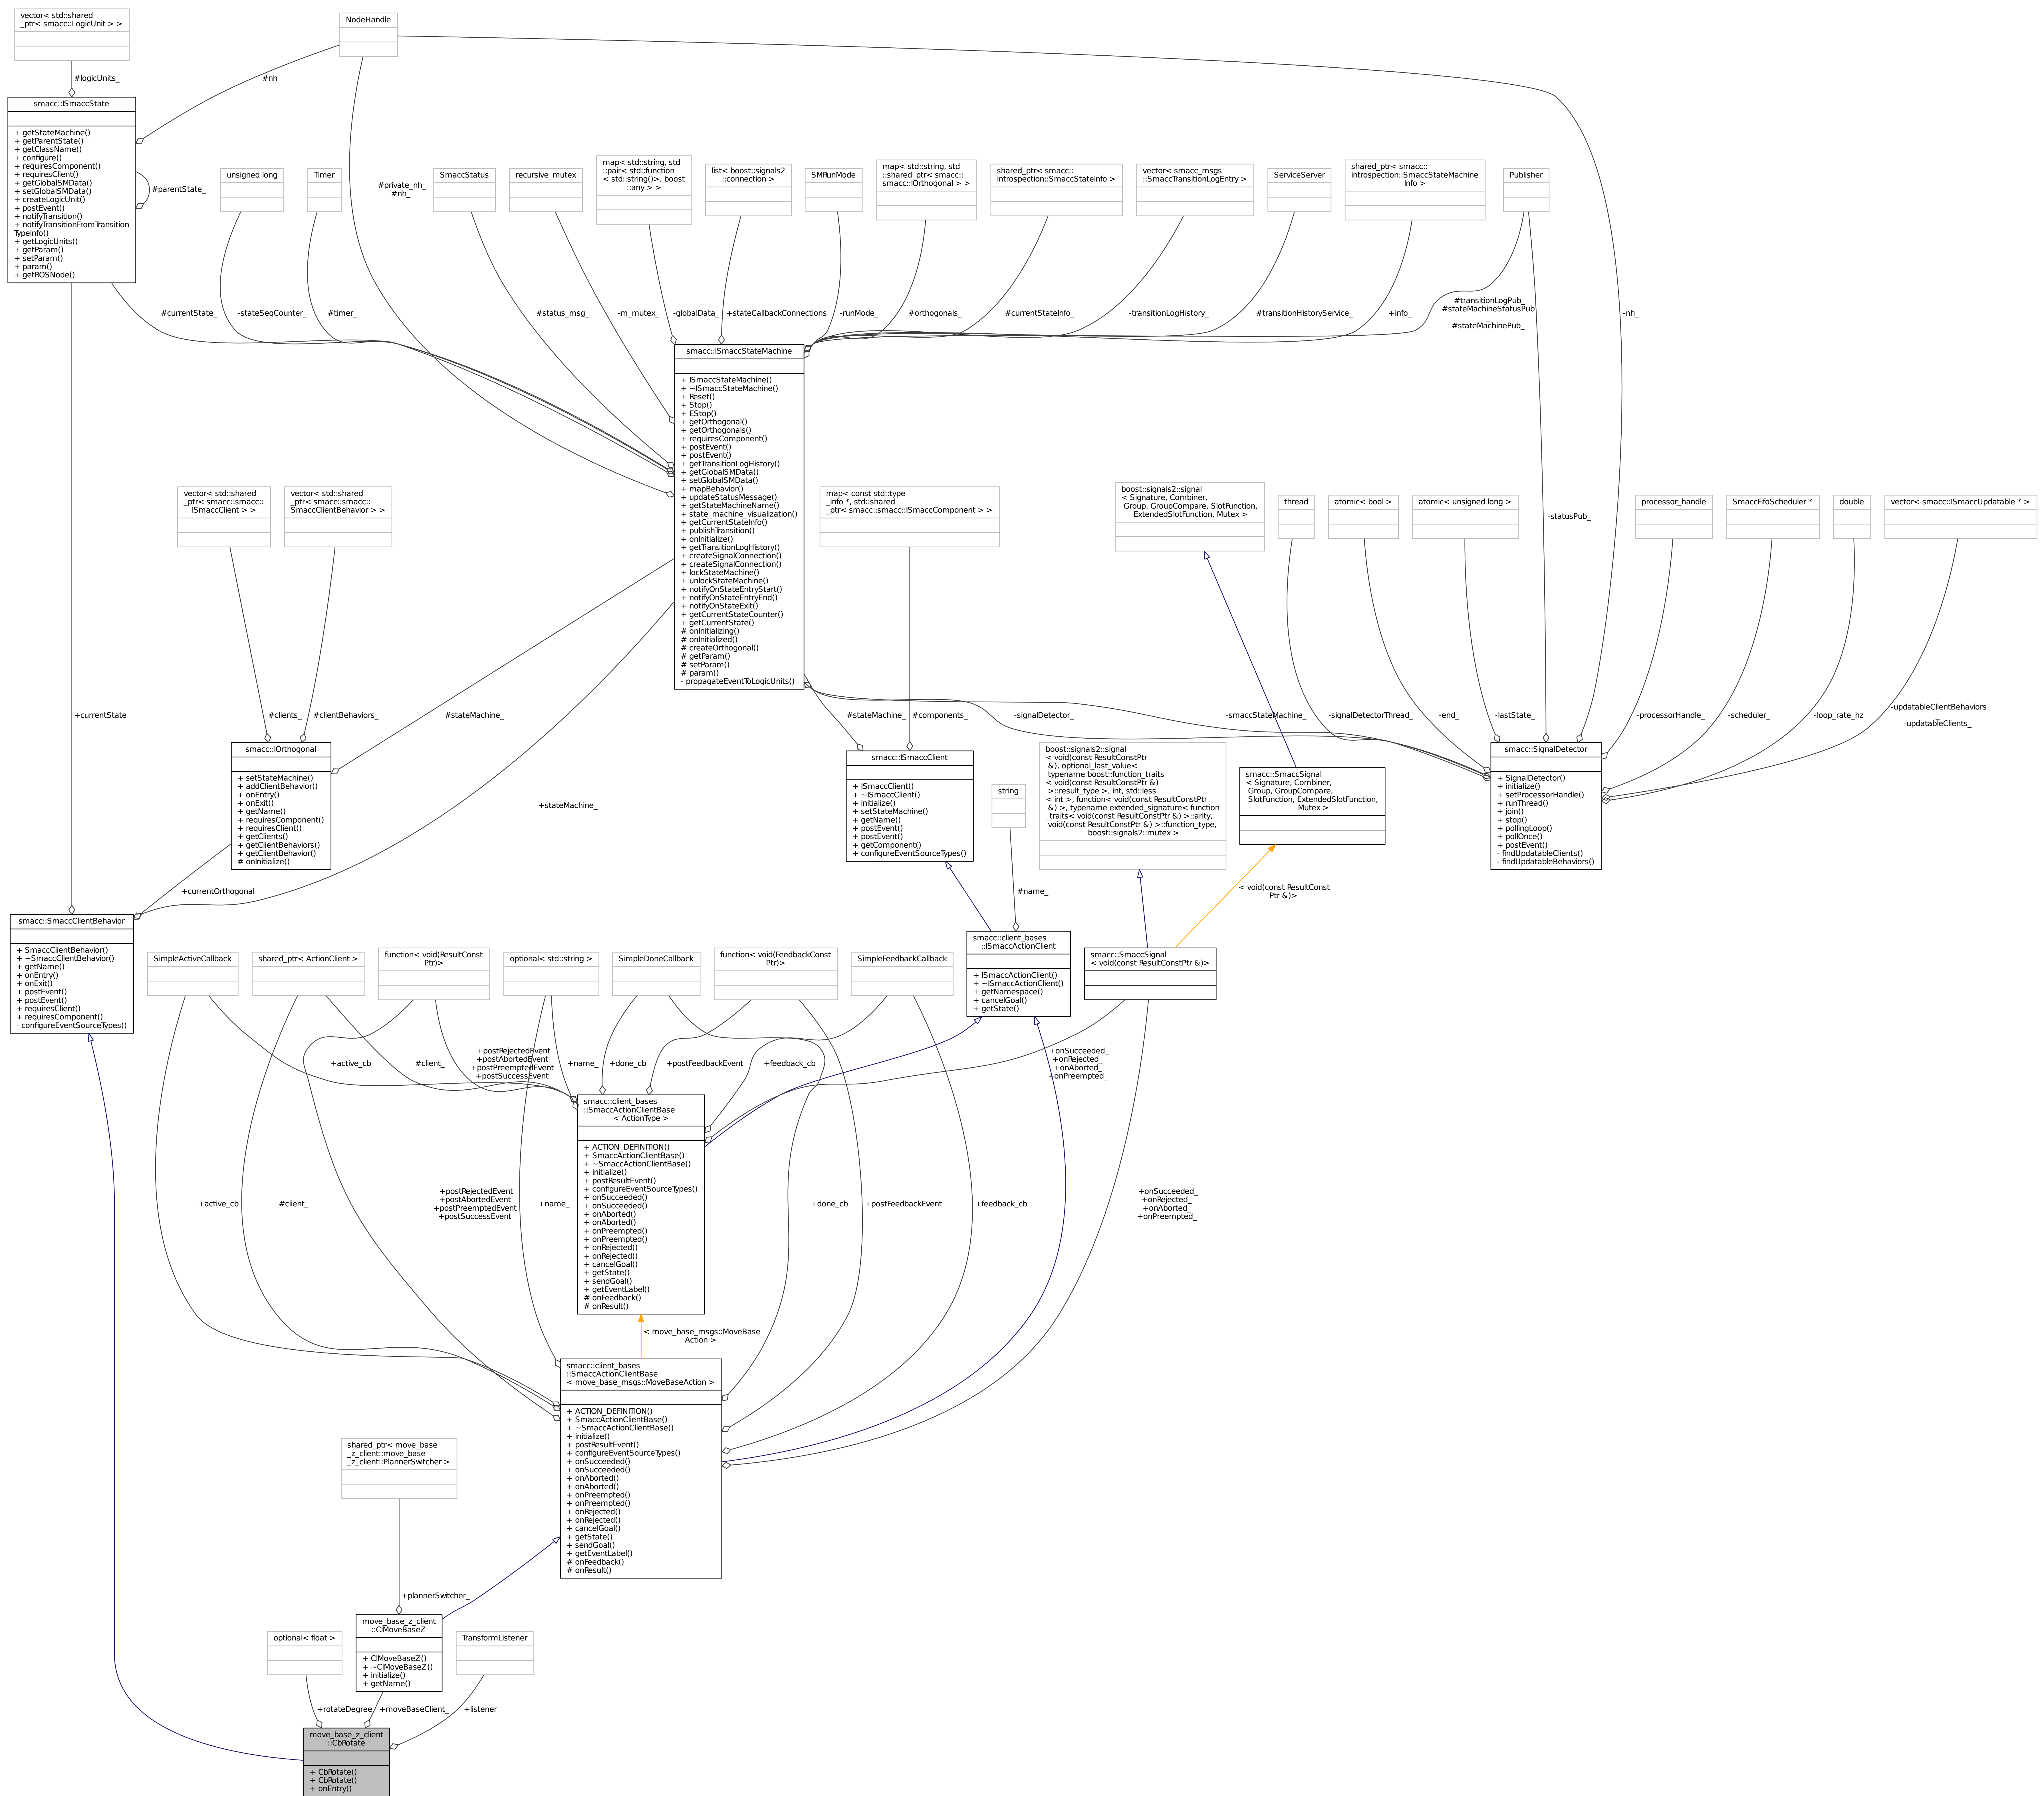 vector< std::shared
_ptr< smacc::LogicUnit > >
NodeHandle
#logicUnits_
#nh
smacc::ISmaccState
+ getStateMachine()
+ getParentState()
+ getClassName()
+ configure()
+ requiresComponent()
+ requiresClient()
+ getGlobalSMData()
+ setGlobalSMData()
+ createLogicUnit()
+ postEvent()
+ notifyTransition()
+ notifyTransitionFromTransition
TypeInfo()
+ getLogicUnits()
+ getParam()
+ setParam()
+ param()
+ getROSNode()
#parentState_
unsigned long
Timer
#private_nh_
#nh_
SmaccStatus
recursive_mutex
map< std::string, std
::pair< std::function
< std::string()>, boost
::any > >
list< boost::signals2
::connection >
SMRunMode
map< std::string, std
::shared_ptr< smacc::
smacc::IOrthogonal > >
shared_ptr< smacc::
introspection::SmaccStateInfo >
vector< smacc_msgs
::SmaccTransitionLogEntry >
ServiceServer
shared_ptr< smacc::
introspection::SmaccStateMachine
Info >
Publisher
#currentState_
-stateSeqCounter_
#timer_
#status_msg_
-m_mutex_
-globalData_
+stateCallbackConnections
-runMode_
#orthogonals_
#currentStateInfo_
-transitionLogHistory_
#transitionHistoryService_
+info_
#transitionLogPub_
#stateMachineStatusPub
_
#stateMachinePub_
-nh_
smacc::ISmaccStateMachine
+ ISmaccStateMachine()
+ ~ISmaccStateMachine()
+ Reset()
+ Stop()
+ EStop()
+ getOrthogonal()
+ getOrthogonals()
+ requiresComponent()
+ postEvent()
+ postEvent()
+ getTransitionLogHistory()
+ getGlobalSMData()
+ setGlobalSMData()
+ mapBehavior()
+ updateStatusMessage()
+ getStateMachineName()
+ state_machine_visualization()
+ getCurrentStateInfo()
+ publishTransition()
+ onInitialize()
+ getTransitionLogHistory()
+ createSignalConnection()
+ createSignalConnection()
+ lockStateMachine()
+ unlockStateMachine()
+ notifyOnStateEntryStart()
+ notifyOnStateEntryEnd()
+ notifyOnStateExit()
+ getCurrentStateCounter()
+ getCurrentState()
# onInitializing()
# onInitialized()
# createOrthogonal()
# getParam()
# setParam()
# param()
- propagateEventToLogicUnits()
vector< std::shared
_ptr< smacc::smacc::
ISmaccClient > >
vector< std::shared
_ptr< smacc::smacc::
SmaccClientBehavior > >
map< const std::type
_info *, std::shared
_ptr< smacc::smacc::ISmaccComponent > >
boost::signals2::signal
< Signature, Combiner,
Group, GroupCompare, SlotFunction,
ExtendedSlotFunction, Mutex >
thread
atomic< bool >
atomic< unsigned long >
-statusPub_
processor_handle
SmaccFifoScheduler *
double
vector< smacc::ISmaccUpdatable * >
+currentState
#clients_
#clientBehaviors_
#stateMachine_
#stateMachine_
#components_
-signalDetector_
-smaccStateMachine_
-signalDetectorThread_
-end_
-lastState_
-processorHandle_
-scheduler_
-loop_rate_hz
-updatableClientBehaviors
_
-updatableClients_
smacc::IOrthogonal
+ setStateMachine()
+ addClientBehavior()
+ onEntry()
+ onExit()
+ getName()
+ requiresComponent()
+ requiresClient()
+ getClients()
+ getClientBehaviors()
+ getClientBehavior()
# onInitialize()
+stateMachine_
smacc::ISmaccClient
+ ISmaccClient()
+ ~ISmaccClient()
+ initialize()
+ setStateMachine()
+ getName()
+ postEvent()
+ postEvent()
+ getComponent()
+ configureEventSourceTypes()
string
boost::signals2::signal
< void(const ResultConstPtr
&), optional_last_value<
typename boost::function_traits
< void(const ResultConstPtr &)
>::result_type >, int, std::less
< int >, function< void(const ResultConstPtr
&) >, typename extended_signature< function
_traits< void(const ResultConstPtr &) >::arity,
void(const ResultConstPtr &) >::function_type,
boost::signals2::mutex >
smacc::SmaccSignal
< Signature, Combiner,
Group, GroupCompare,
SlotFunction, ExtendedSlotFunction,
Mutex >
smacc::SignalDetector
+ SignalDetector()
+ initialize()
+ setProcessorHandle()
+ runThread()
+ join()
+ stop()
+ pollingLoop()
+ pollOnce()
+ postEvent()
- findUpdatableClients()
- findUpdatableBehaviors()
+currentOrthogonal
#name_
< void(const ResultConst
Ptr &)>
smacc::SmaccClientBehavior
+ SmaccClientBehavior()
+ ~SmaccClientBehavior()
+ getName()
+ onEntry()
+ onExit()
+ postEvent()
+ postEvent()
+ requiresClient()
+ requiresComponent()
- configureEventSourceTypes()
SimpleActiveCallback
shared_ptr< ActionClient >
function< void(ResultConst
Ptr)>
optional< std::string >
SimpleDoneCallback
function< void(FeedbackConst
Ptr)>
SimpleFeedbackCallback
smacc::client_bases
::ISmaccActionClient
+ ISmaccActionClient()
+ ~ISmaccActionClient()
+ getNamespace()
+ cancelGoal()
+ getState()
smacc::SmaccSignal
< void(const ResultConstPtr &)>
+active_cb
#client_
+postRejectedEvent
+postAbortedEvent
+postPreemptedEvent
+postSuccessEvent
+name_
+done_cb
+postFeedbackEvent
+feedback_cb
+onSucceeded_
+onRejected_
+onAborted_
+onPreempted_
smacc::client_bases
::SmaccActionClientBase
< ActionType >
+ ACTION_DEFINITION()
+ SmaccActionClientBase()
+ ~SmaccActionClientBase()
+ initialize()
+ postResultEvent()
+ configureEventSourceTypes()
+ onSucceeded()
+ onSucceeded()
+ onAborted()
+ onAborted()
+ onPreempted()
+ onPreempted()
+ onRejected()
+ onRejected()
+ cancelGoal()
+ getState()
+ sendGoal()
+ getEventLabel()
# onFeedback()
# onResult()
+active_cb
#client_
+postRejectedEvent
+postAbortedEvent
+postPreemptedEvent
+postSuccessEvent
+name_
+done_cb
+postFeedbackEvent
+feedback_cb
+onSucceeded_
+onRejected_
+onAborted_
+onPreempted_
< move_base_msgs::MoveBase
Action >
smacc::client_bases
::SmaccActionClientBase
< move_base_msgs::MoveBaseAction >
+ ACTION_DEFINITION()
+ SmaccActionClientBase()
+ ~SmaccActionClientBase()
+ initialize()
+ postResultEvent()
+ configureEventSourceTypes()
+ onSucceeded()
+ onSucceeded()
+ onAborted()
+ onAborted()
+ onPreempted()
+ onPreempted()
+ onRejected()
+ onRejected()
+ cancelGoal()
+ getState()
+ sendGoal()
+ getEventLabel()
# onFeedback()
# onResult()
shared_ptr< move_base
_z_client::move_base
_z_client::PlannerSwitcher >
+plannerSwitcher_
optional< float >
move_base_z_client
::ClMoveBaseZ
+ ClMoveBaseZ()
+ ~ClMoveBaseZ()
+ initialize()
+ getName()
TransformListener
+rotateDegree
+moveBaseClient_
+listener
move_base_z_client
::CbRotate
+ CbRotate()
+ CbRotate()
+ onEntry()